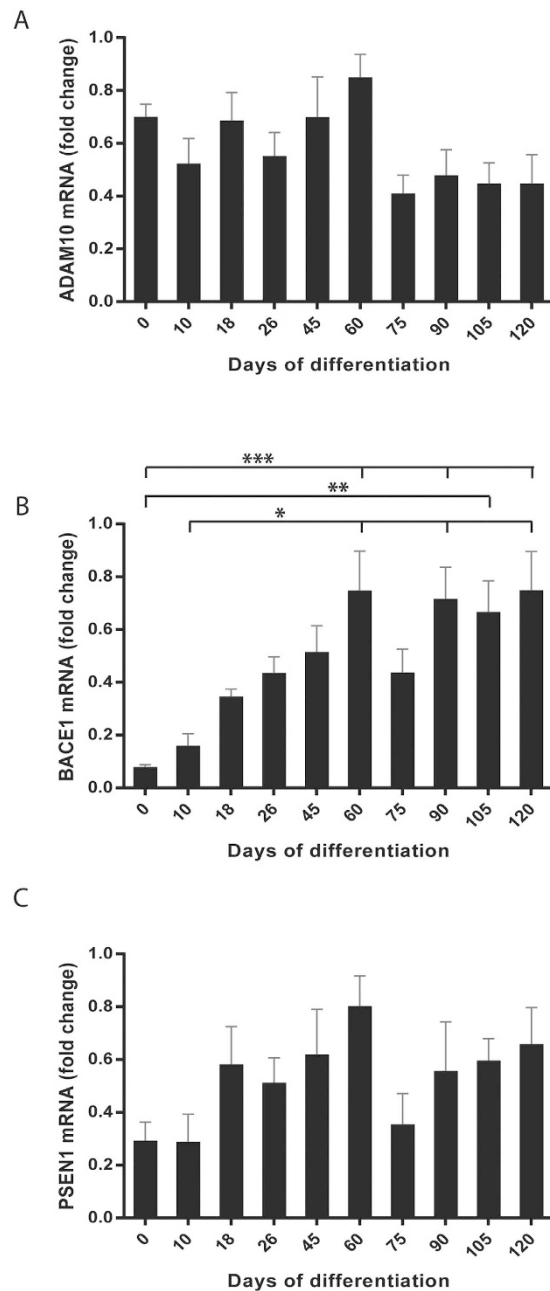 A
ADAM10 mRNA (fold change)
1.0
0.8
0.6
0.4
0.2
0.0
0 10 18 26 45 60 75 90 105 120
Days of differentiation
***
**
*
B
BACE1 mRNA (fold change)
1.0
0.8
0.6
0.4
0.2
0.0
0 10 18 26 45 60 75 90 105 120
Days of differentiation
C
PSEN1 mRNA (fold change)
1.0
0.8
0.6
0.4
0.2
0.0
0 10 18 26 45 60 75 90 105 120
Days of differentiation